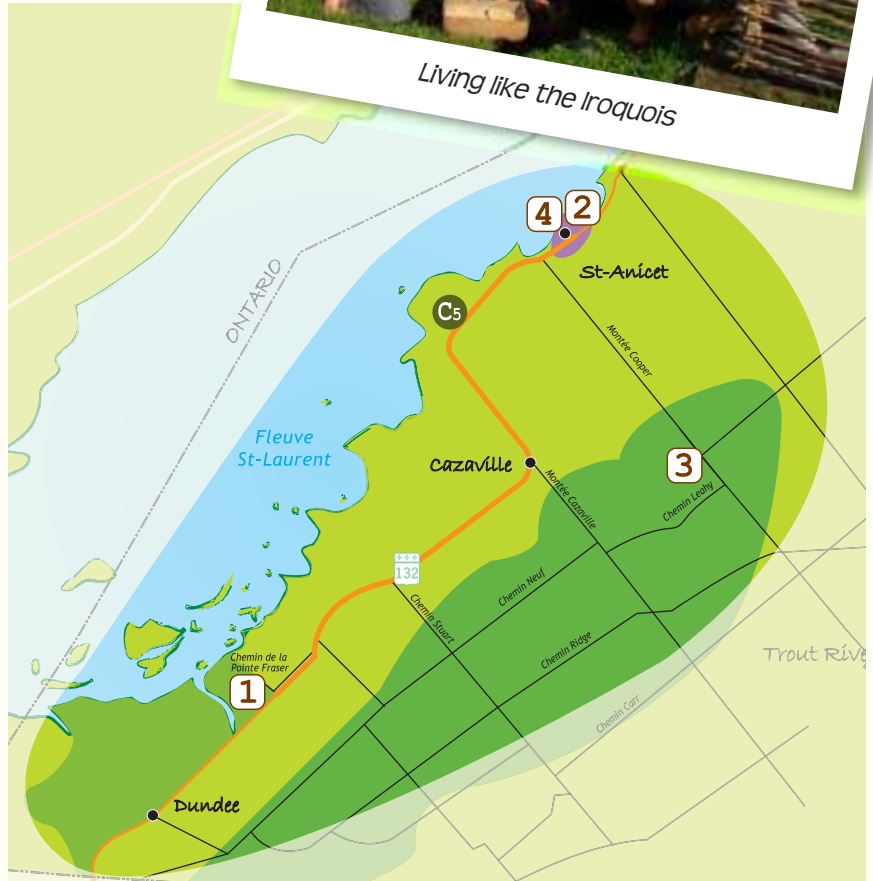 Living like the Iroquois
4
2
St-Anicet
ONTARIO
C5
Montée Cooper
Fleuve
St-Laurent
Cazaville
3
Montée Cazaville
Chemin Leahy
132
Chemin Neuf
Chemin Stuart
Chemin Ridge
Chemin de la
Pointe Fraser
Trout Rive
1
Chemin Carr
Dundee